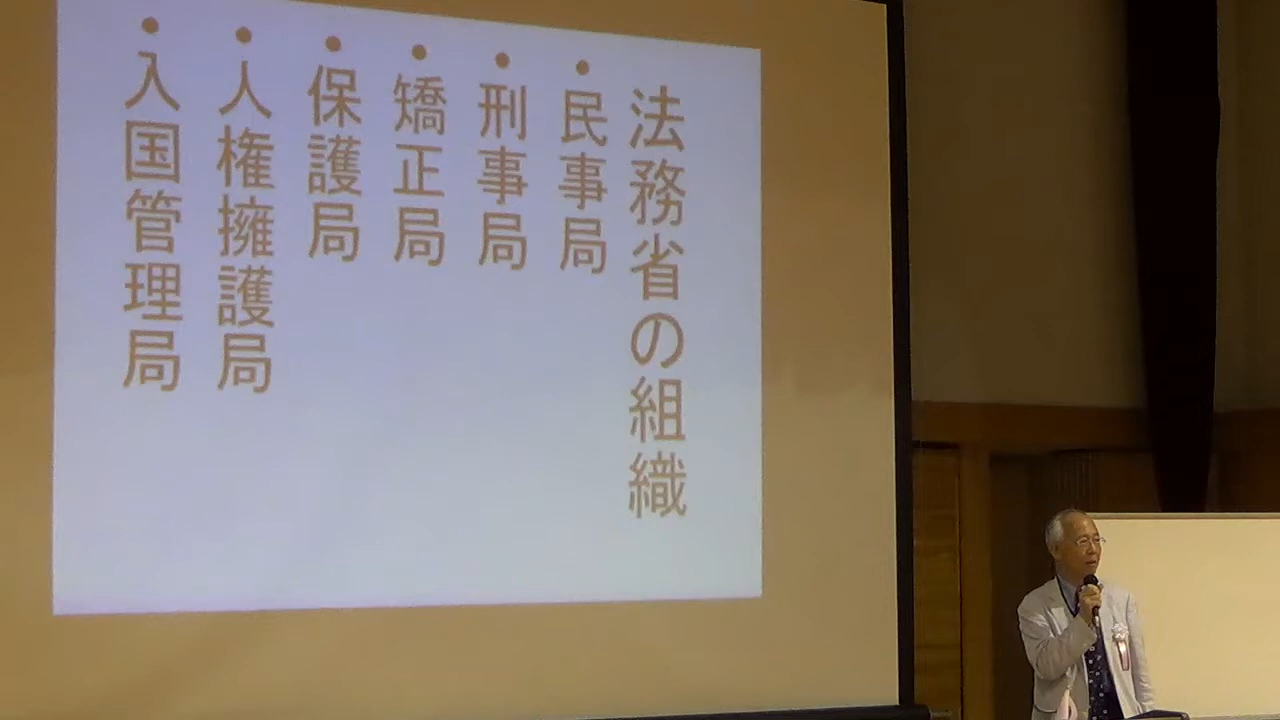 法務省の組織
・民事局
・刑事局
・矯正局
・保護局
・人権擁護局
・入国管理局